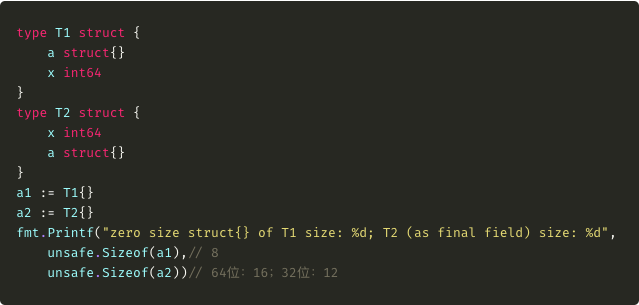 type T1 struct {
    a struct{}
    x int64
}
type T2 struct {
    x int64
    a struct{}
}
a1 := T1{}
a2 := T2{}
fmt.Printf("zero size struct{} of T1 size: %d; T2 (as final field) size: %d",
    unsafe.Sizeof(a1),// 8
    unsafe.Sizeof(a2))// 64位：16；32位：12